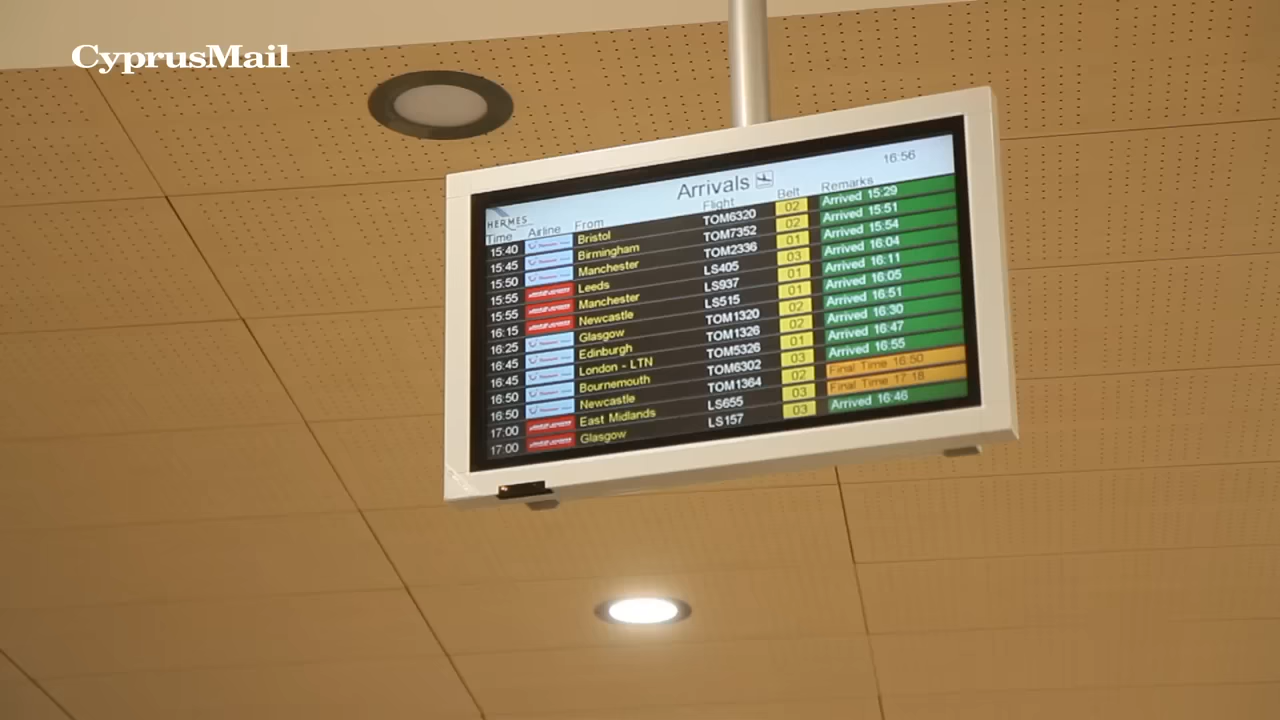 CyprusMail
16:56
Arrivals
HERMES
Time Airline From Flight Belt Remarks
15:40 Bristol TOM6320 02 Arrived 15:29
15:45 Birmingham TOM7352 02 Arrived 15:51
15:50 Manchester TOM2336 01 Arrived 15:54
15:55 Leeds LS405 03 Arrived 16:04
15:55 Manchester LS937 01 Arrived 16:11
16:15 Newcastle LS515 01 Arrived 16:05
16:25 Glasgow TOM1320 02 Arrived 16:51
16:45 Edinburgh TOM1326 02 Arrived 16:30
16:45 London - LTN TOM5326 01 Arrived 16:47
16:50 Bournemouth TOM6302 03 Arrived 16:55
16:50 Newcastle TOM1364 02 Final Time 16:50
17:00 East Midlands LS655 03 Final Time 17:18
17:00 Glasgow LS157 03 Arrived 16:46